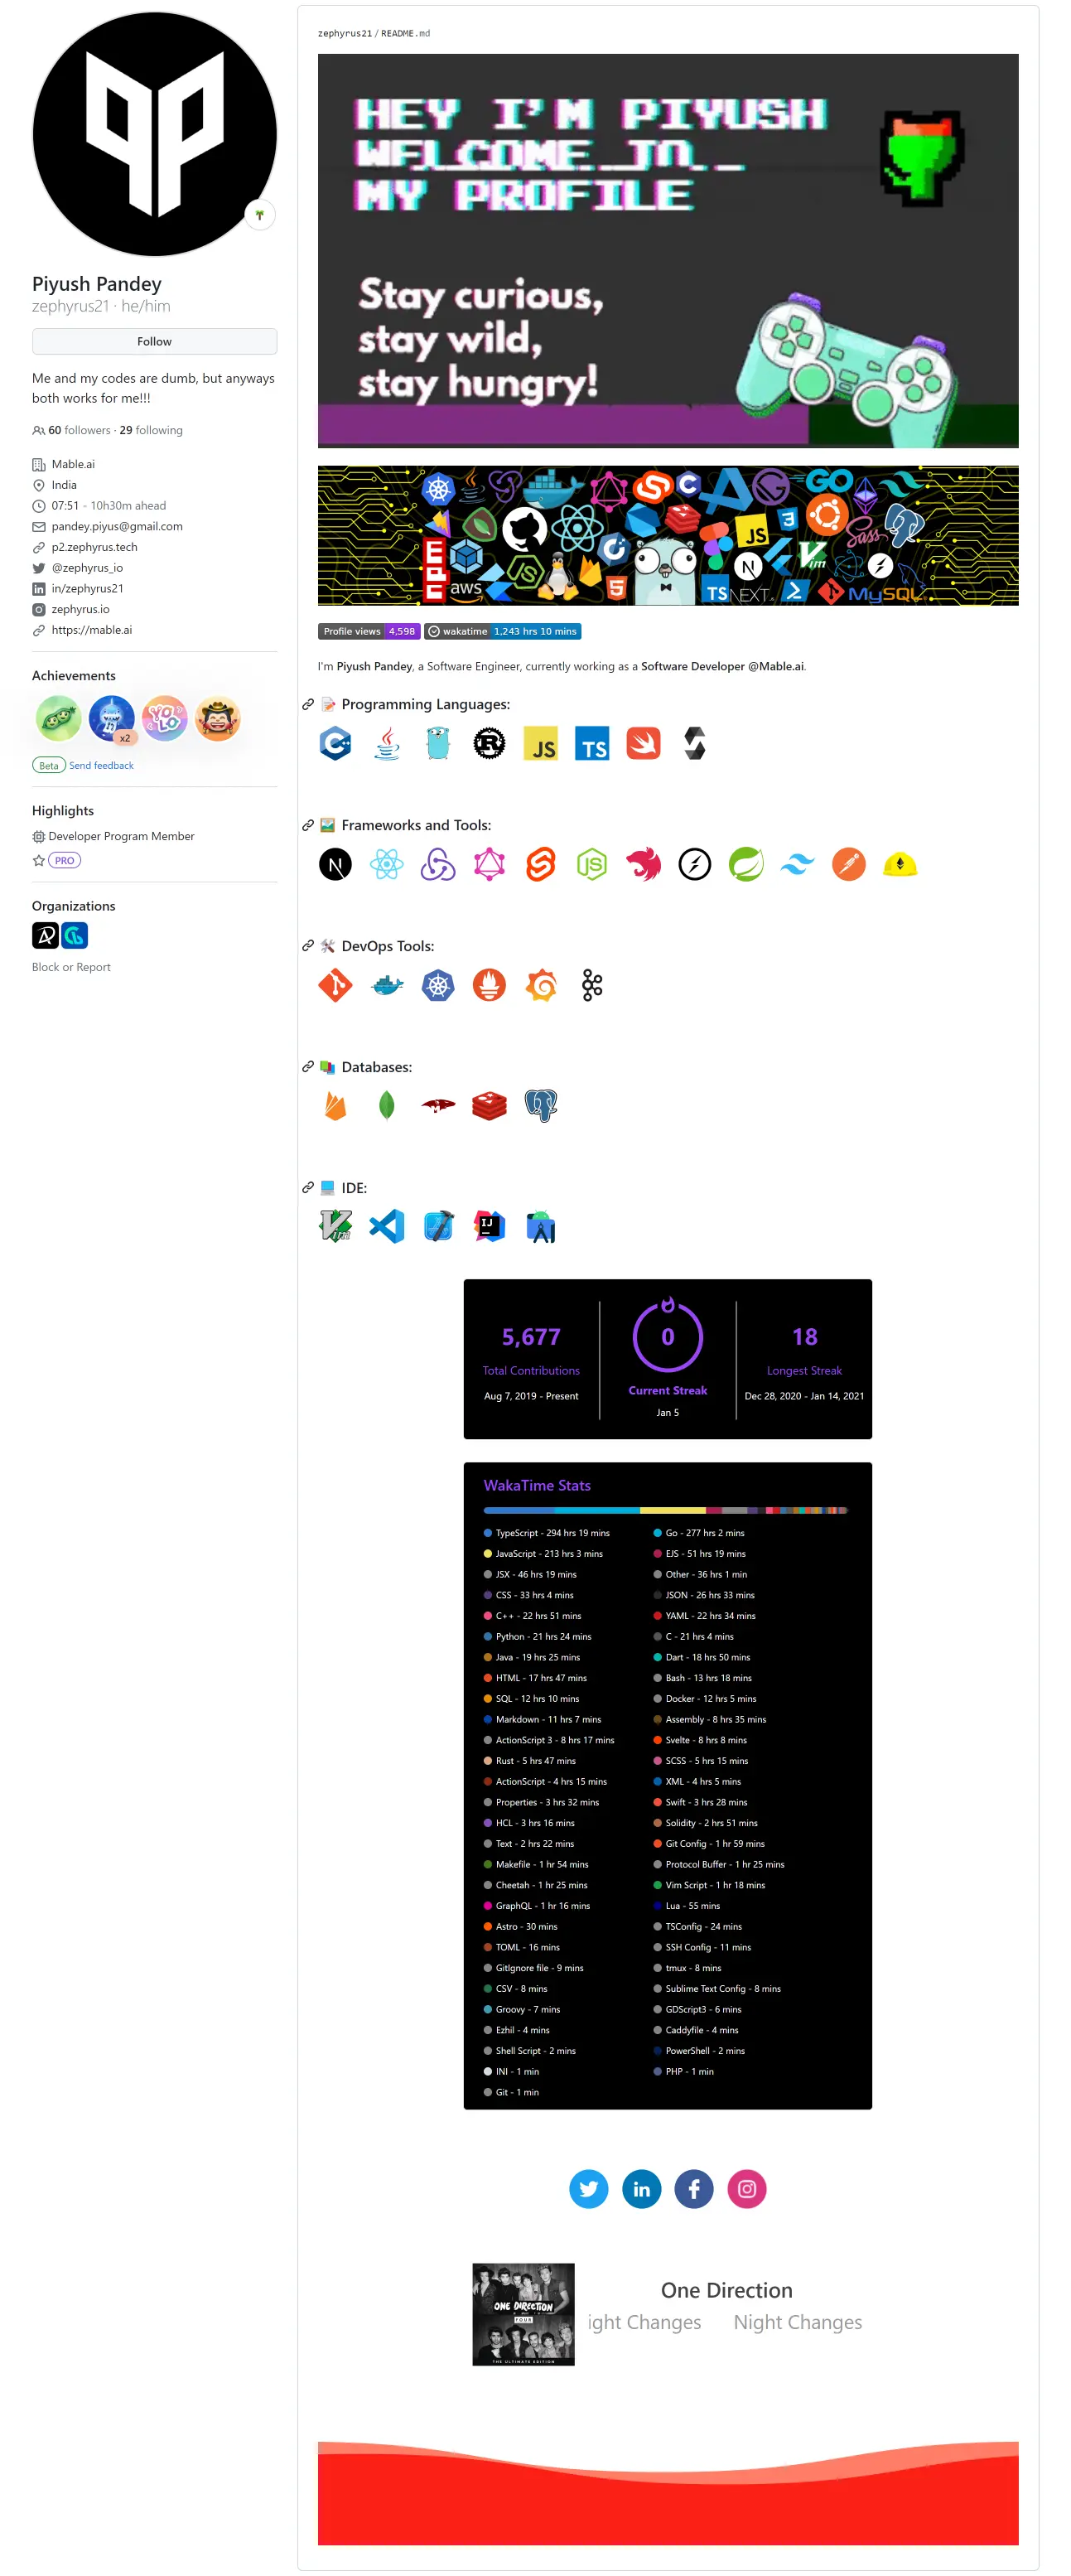 Piyush Pandey
zephyrus21 · he/him
Follow
Me and my codes are dumb, but anyways
both works for me!!!
60 followers · 29 following
Mable.ai
India
07:51 - 10h30m ahead
pandey.piyus@gmail.com
p2.zephyrus.tech
@zephyrus_io
in/zephyrus21
zephyrus.io
https://mable.ai
Achievements
YOLO
x2
Beta Send feedback
Highlights
Developer Program Member
PRO
Organizations
Block or Report
zephyrus21 / README.md
HEY I'M PIYUSH
WELCOME TO
MY PROFILE
Stay curious,
stay wild,
stay hungry!
GO
JS
3
Sass
npm
aws
JS
5
N
Vim
TS
NEXT
MySQL
Profile views 4,598 wakatime 1,243 hrs 10 mins
I'm Piyush Pandey, a Software Engineer, currently working as a Software Developer @Mable.ai.
Programming Languages:
JS TS
Frameworks and Tools:
N JS
DevOps Tools:
Databases:
IDE:
Vim IJ
5,677
Total Contributions
Aug 7, 2019 - Present
0
Current Streak
Jan 5
18
Longest Streak
Dec 28, 2020 - Jan 14, 2021
WakaTime Stats
TypeScript - 294 hrs 19 mins Go - 277 hrs 2 mins
JavaScript - 213 hrs 3 mins EJS - 51 hrs 19 mins
JSX - 46 hrs 19 mins Other - 36 hrs 1 min
CSS - 33 hrs 4 mins JSON - 26 hrs 33 mins
C++ - 22 hrs 51 mins YAML - 22 hrs 34 mins
Python - 21 hrs 24 mins C - 21 hrs 4 mins
Java - 19 hrs 25 mins Dart - 18 hrs 50 mins
HTML - 17 hrs 47 mins Bash - 13 hrs 18 mins
SQL - 12 hrs 10 mins Docker - 12 hrs 5 mins
Markdown - 11 hrs 7 mins Assembly - 8 hrs 35 mins
ActionScript 3 - 8 hrs 17 mins Svelte - 8 hrs 8 mins
Rust - 5 hrs 47 mins SCSS - 5 hrs 15 mins
ActionScript - 4 hrs 15 mins XML - 4 hrs 5 mins
Properties - 3 hrs 32 mins Swift - 3 hrs 28 mins
HCL - 3 hrs 16 mins Solidity - 2 hrs 51 mins
Text - 2 hrs 22 mins Git Config - 1 hr 59 mins
Makefile - 1 hr 54 mins Protocol Buffer - 1 hr 25 mins
Cheetah - 1 hr 25 mins Vim Script - 1 hr 18 mins
GraphQL - 1 hr 16 mins Lua - 55 mins
Astro - 30 mins TSConfig - 24 mins
TOML - 16 mins SSH Config - 11 mins
GitIgnore file - 9 mins tmux - 8 mins
CSV - 8 mins Sublime Text Config - 8 mins
Groovy - 7 mins GDScript3 - 6 mins
Ezhil - 4 mins Caddyfile - 4 mins
Shell Script - 2 mins PowerShell - 2 mins
INI - 1 min PHP - 1 min
Git - 1 min
in f
ONE DIRECTION
FOUR
THE ULTIMATE EDITION
One Direction
ight Changes Night Changes